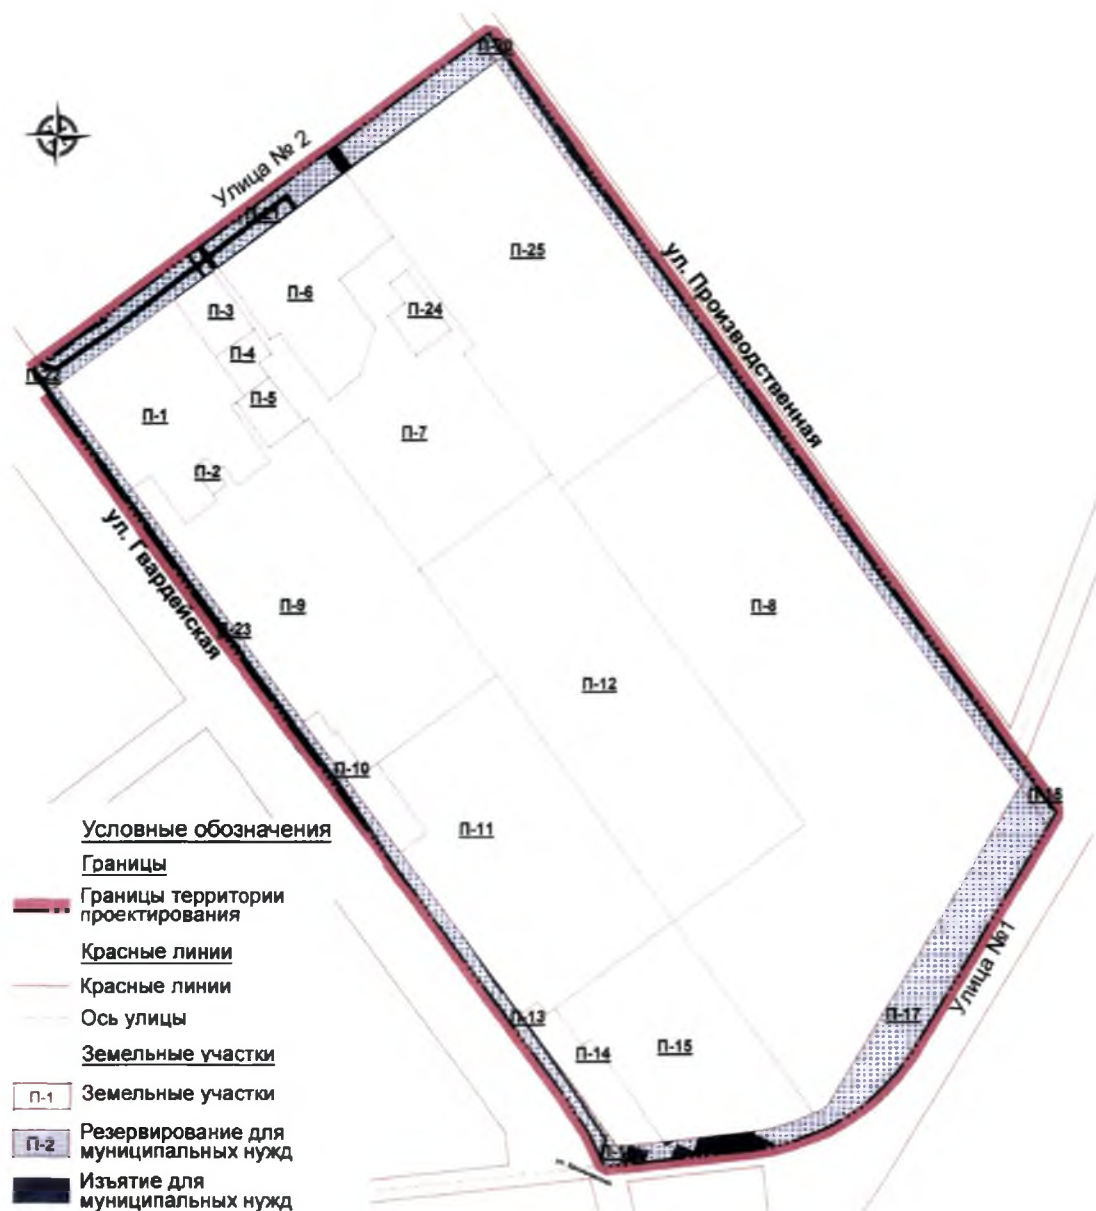 Улица № 2
П-25
П-6
П-3
П-24
П-4
П-5
П-1
П-7
П-2
ул. Производственная
ул. Гвардейская
П-9
П-8
П-12
П-10
П-11
П-13
П-14
П-15
П-17
Улица №1
Условные обозначения
Границы
Границы территории
проектирования
Красные линии
Красные линии
Ось улицы
Земельные участки
П-1
Земельные участки
П-2
Резервирование для
муниципальных нужд
Изъятие для
муниципальных нужд